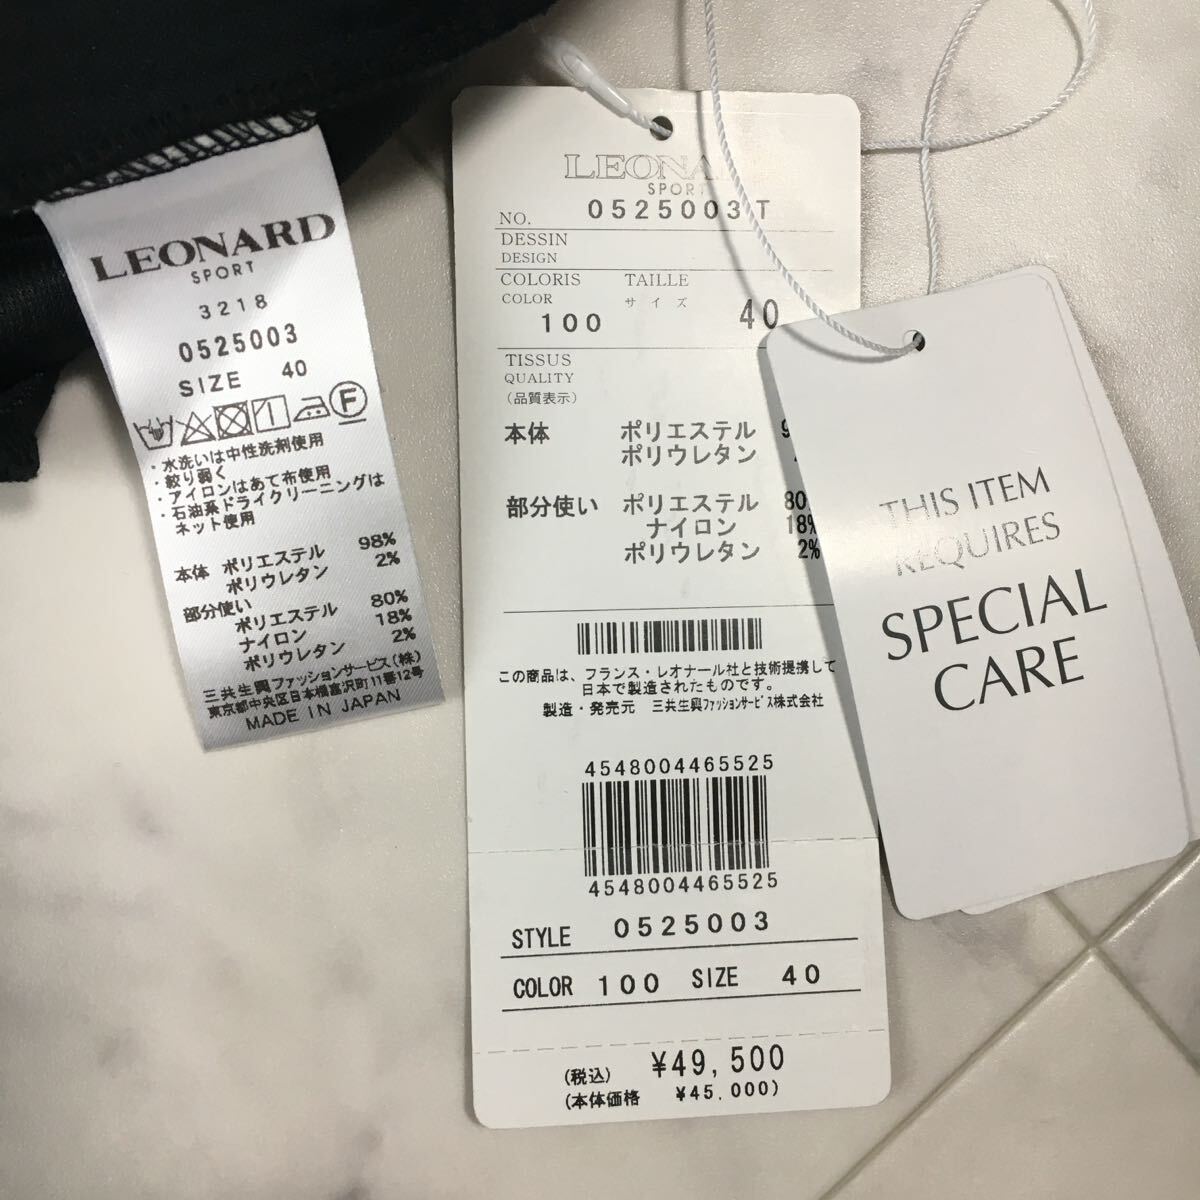 LEONARD
SPORT
3218
0525003
SIZE 40
・水洗いは中性洗剤使用
・絞り弱く
・アイロンはあて布使用
・石油系ドライクリーニングは
ネット使用
本体 ポリエステル 98%
ポリウレタン 2%
部分使い
ポリエステル 80%
ナイロン 18%
ポリウレタン 2%
三共生興ファッションサービス(株)
東京都中央区日本橋富沢町11番12号
MADE IN JAPAN
LEONA
SPORT
NO. 0525003 T
DESSIN
DESIGN
COLORIS TAILLE
COLOR サイズ
100 40
TISSUS
QUALITY
(品質表示)
本体 ポリエステル 9
ポリウレタン
部分使い ポリエステル 80%
ナイロン 18%
ポリウレタン 2%
この商品は、フランス・レオナール社と技術提携して
日本で製造されたものです。
製造・発売元 三共生興ファッションサービス株式会社
4548004465525
4548004465525
STYLE 0525003
COLOR 100 SIZE 40
(税込) ¥49,500
(本体価格 ¥45,000)
THIS ITEM
REQUIRES
SPECIAL
CARE